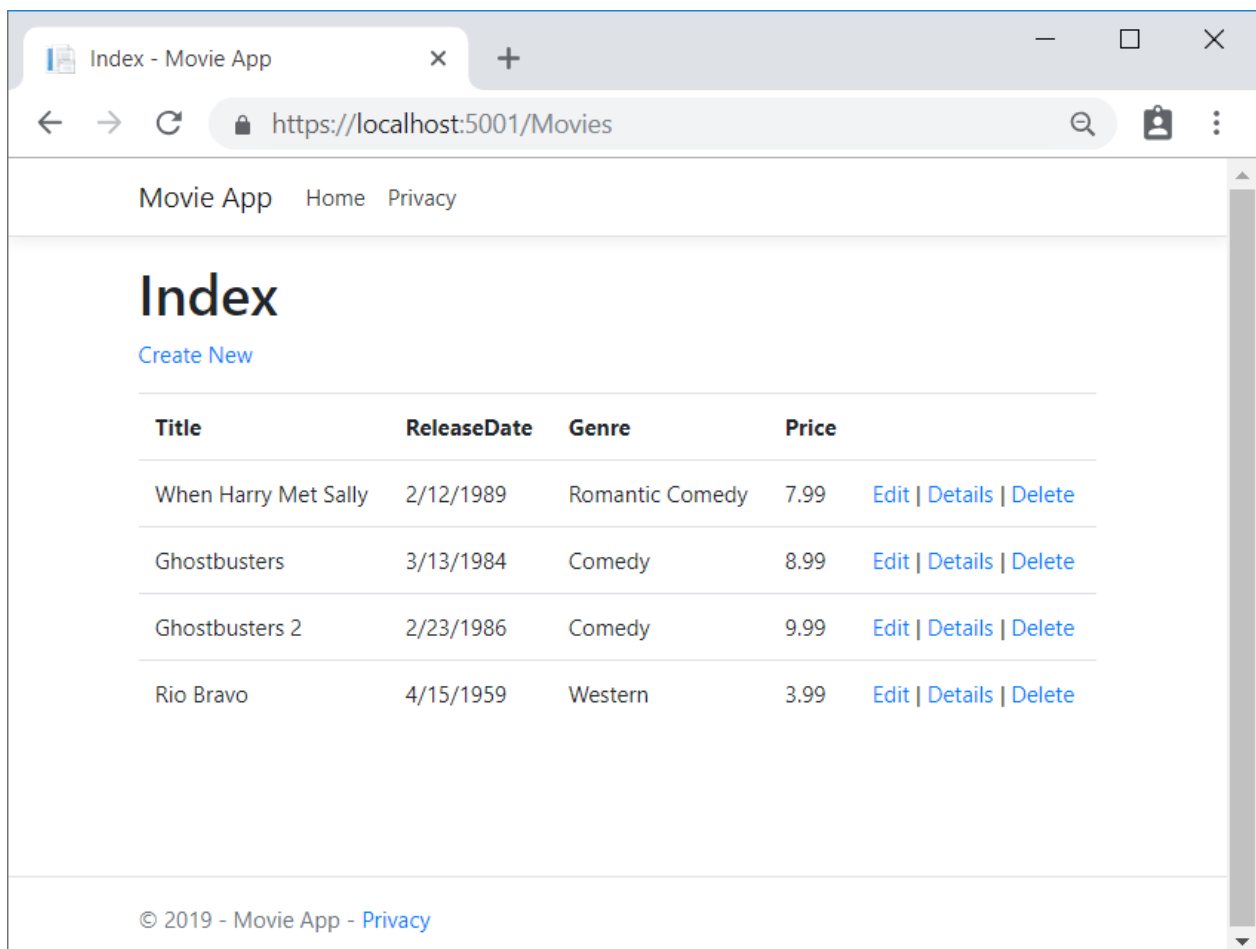 Index - Movie App
https://localhost:5001/Movies
Movie App Home Privacy
Index
Create New
Title ReleaseDate Genre Price
When Harry Met Sally 2/12/1989 Romantic Comedy 7.99 Edit | Details | Delete
Ghostbusters 3/13/1984 Comedy 8.99 Edit | Details | Delete
Ghostbusters 2 2/23/1986 Comedy 9.99 Edit | Details | Delete
Rio Bravo 4/15/1959 Western 3.99 Edit | Details | Delete
© 2019 - Movie App - Privacy